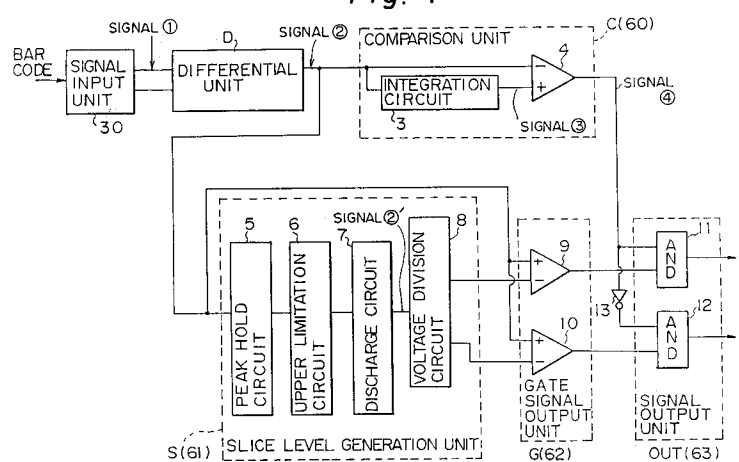 SIGNAL ①
D
SIGNAL ②
COMPARISON UNIT
C(60)
BAR
CODE
SIGNAL
INPUT
UNIT
30
DIFFERENTIAL
UNIT
INTEGRATION
CIRCUIT
3
−
+
4
SIGNAL ③
SIGNAL
④
5
6
7
SIGNAL ②'
8
PEAK HOLD
CIRCUIT
UPPER LIMITATION
CIRCUIT
DISCHARGE CIRCUIT
VOLTAGE DIVISION
CIRCUIT
+
−
9
+
−
10
11
AND
13
12
AND
GATE
SIGNAL
OUTPUT
UNIT
SIGNAL
OUTPUT
UNIT
S(61)
SLICE LEVEL GENERATION UNIT
G(62)
OUT(63)